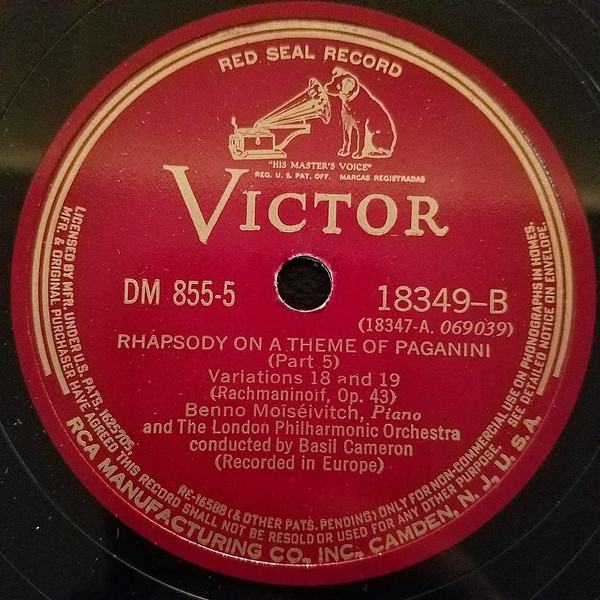 RED SEAL RECORD
"HIS MASTER'S VOICE"
REG. U. S. PAT. OFF. MARCAS REGISTRADAS
VICTOR
DM 855-5
18349-B
(18347-A. 069039)
RHAPSODY ON A THEME OF PAGANINI
(Part 5)
Variations 18 and 19
(Rachmaninoff, Op. 43)
Benno Moiséivitch, Piano
and The London Philharmonic Orchestra
conducted by Basil Cameron
(Recorded in Europe)
LICENSED BY MFR. UNDER U.S. PATS. 1625705,
RE-16588 (& OTHER PATS. PENDING) ONLY FOR NON-COMMERCIAL USE ON PHONOGRAPHS IN HOMES.
MFR. & ORIGINAL PURCHASER HAVE AGREED THIS RECORD SHALL NOT BE RESOLD OR USED FOR ANY OTHER PURPOSE. SEE DETAILED NOTICE ON ENVELOPE.
RCA MANUFACTURING CO., INC., CAMDEN, N. J., U. S. A.